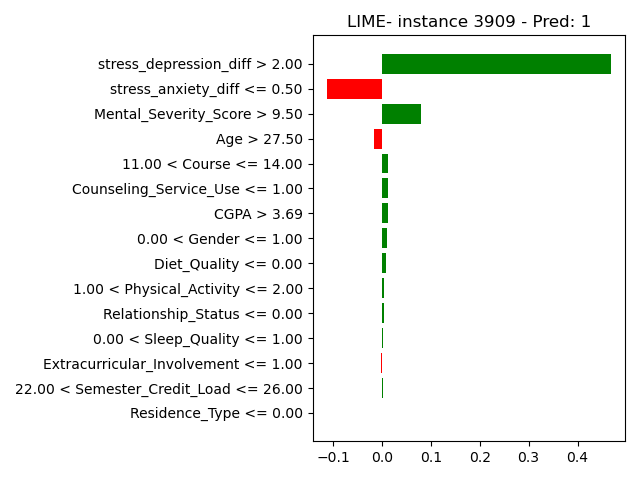 LIME- instance 3909 - Pred: 1
stress_depression_diff > 2.00
stress_anxiety_diff <= 0.50
Mental_Severity_Score > 9.50
Age > 27.50
11.00 < Course <= 14.00
Counseling_Service_Use <= 1.00
CGPA > 3.69
0.00 < Gender <= 1.00
Diet_Quality <= 0.00
1.00 < Physical_Activity <= 2.00
Relationship_Status <= 0.00
0.00 < Sleep_Quality <= 1.00
Extracurricular_Involvement <= 1.00
22.00 < Semester_Credit_Load <= 26.00
Residence_Type <= 0.00
−0.1 0.0 0.1 0.2 0.3 0.4